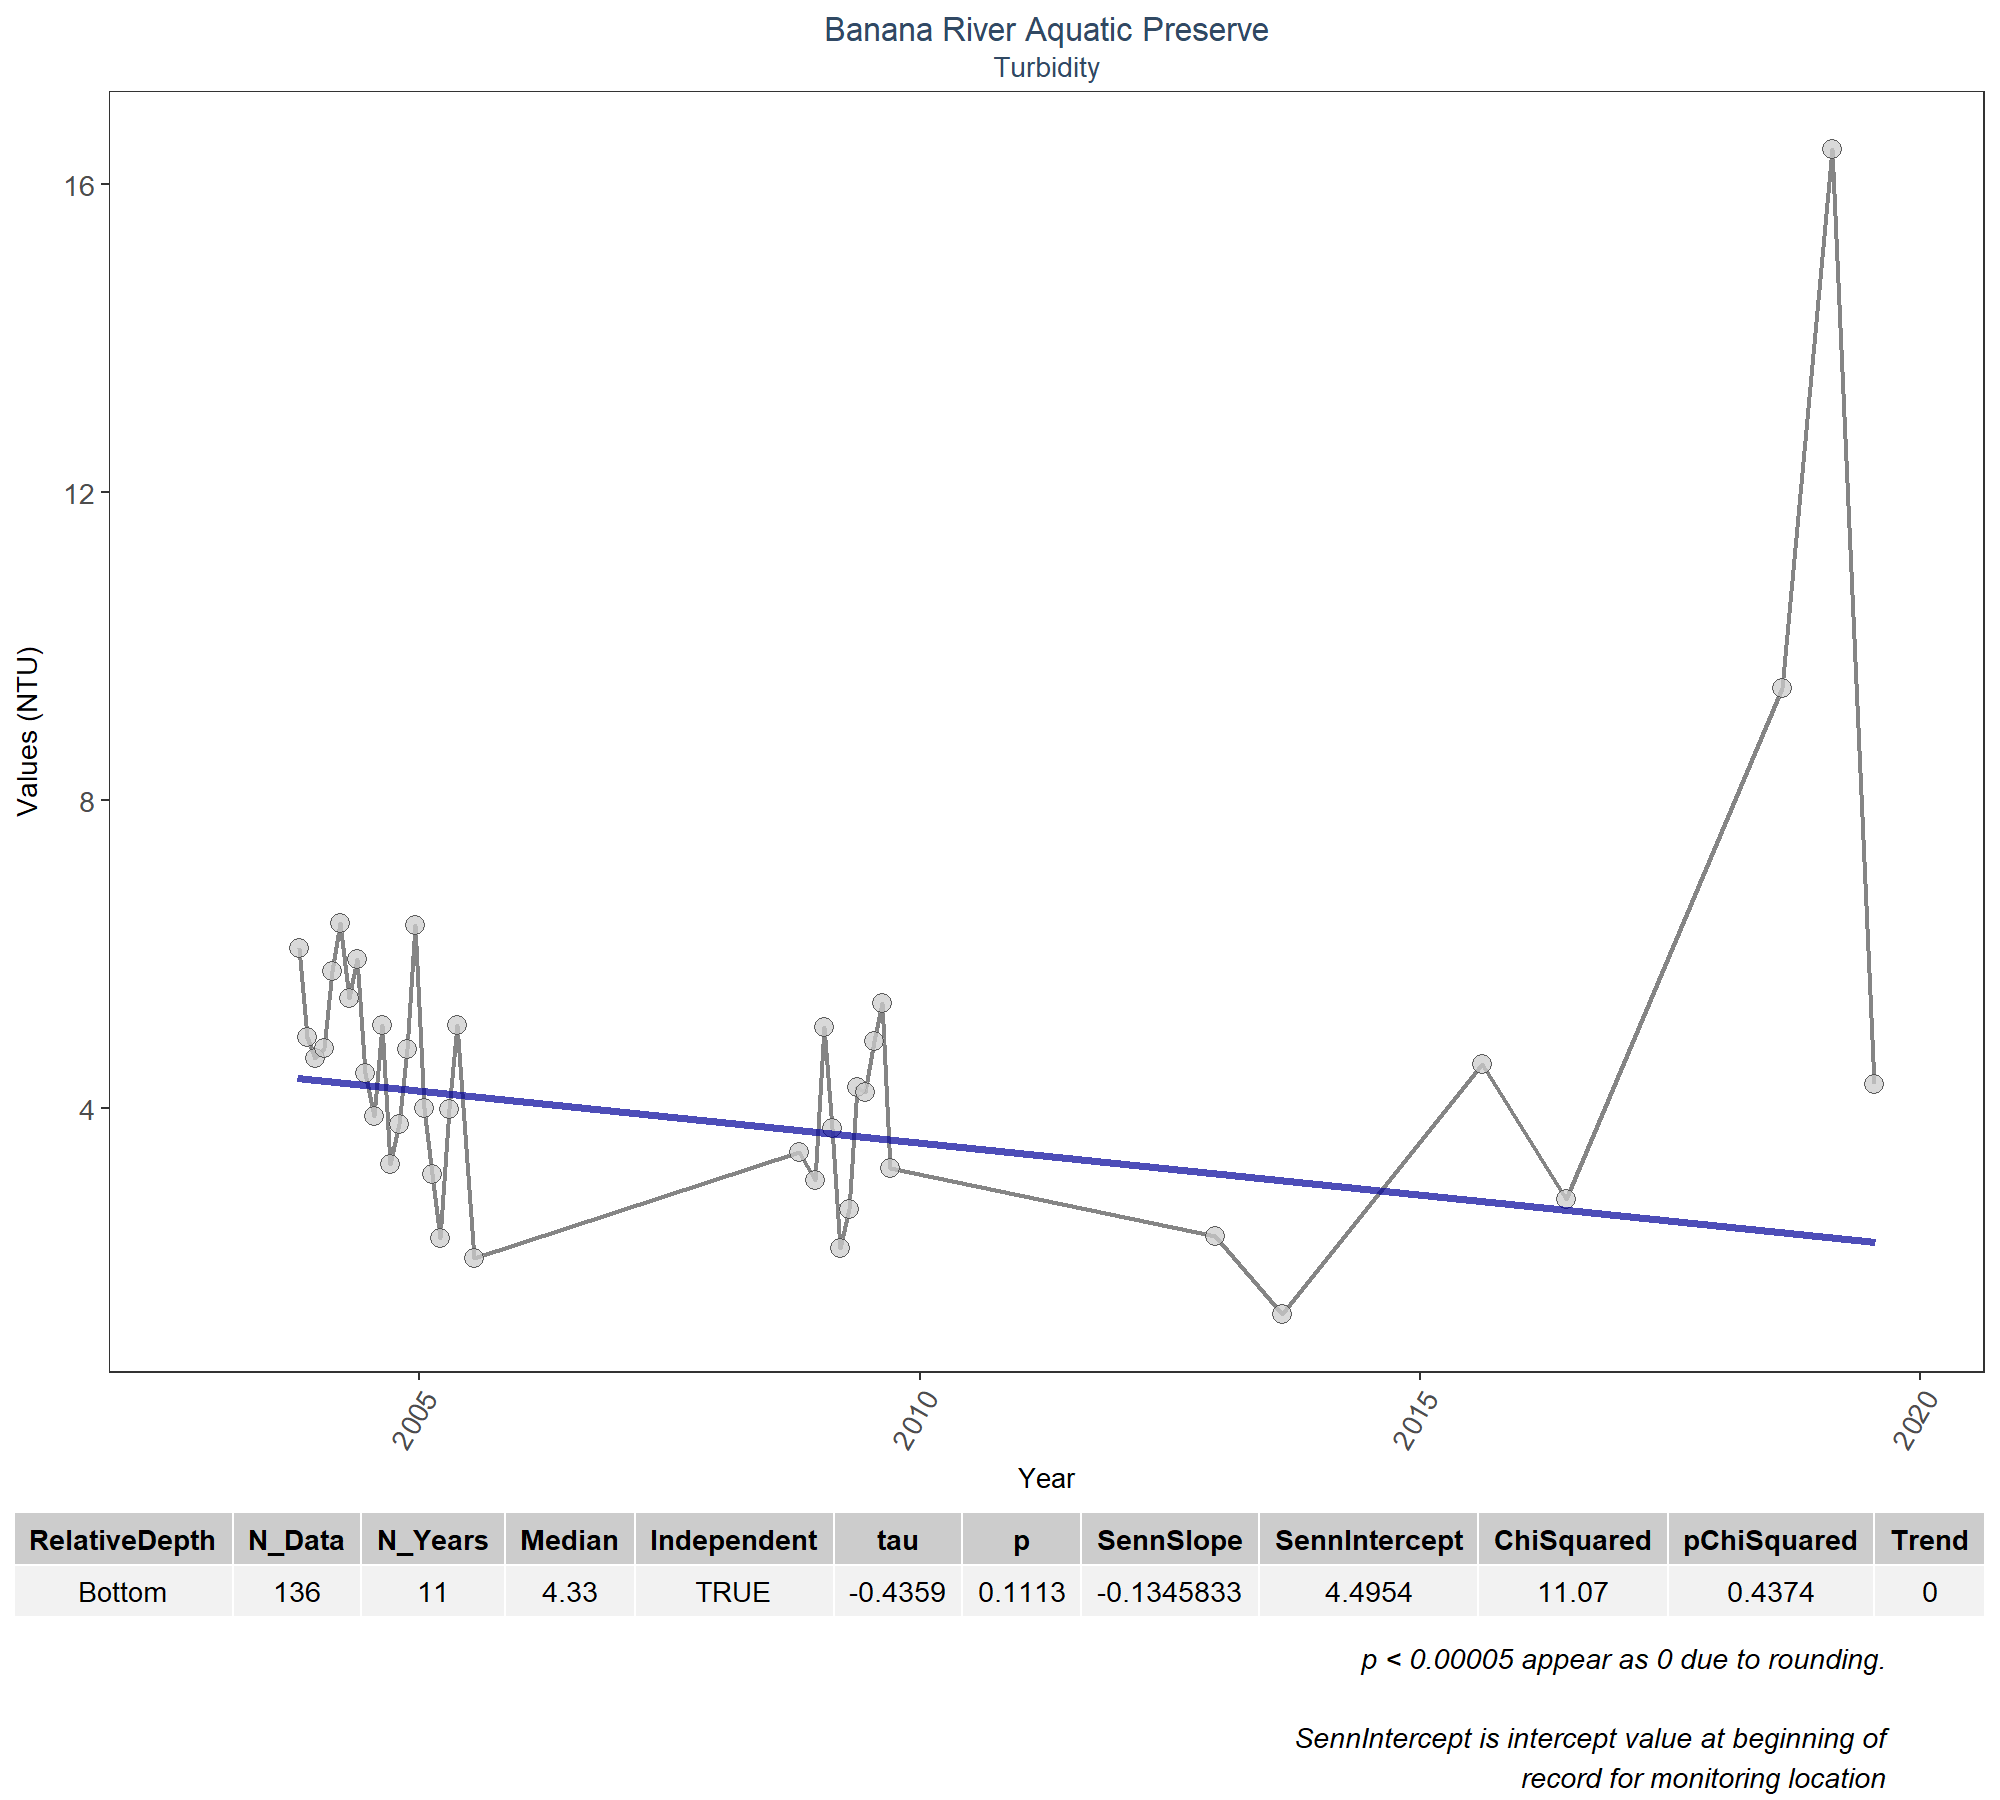 Banana River Aquatic Preserve
Turbidity
16
12
8
4
Values (NTU)
2005
2010
2015
2020
Year
RelativeDepth N_Data N_Years Median Independent tau p SennSlope SennIntercept ChiSquared pChiSquared Trend
Bottom 136 11 4.33 TRUE -0.4359 0.1113 -0.1345833 4.4954 11.07 0.4374 0
p < 0.00005 appear as 0 due to rounding.
SennIntercept is intercept value at beginning of
record for monitoring location